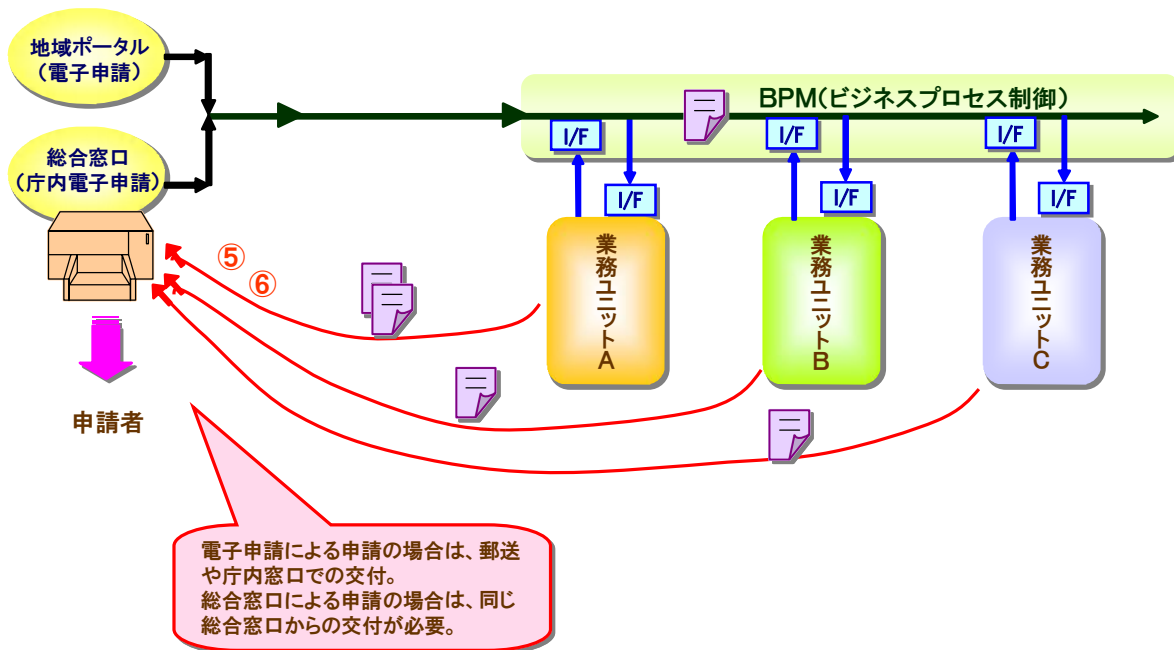 地域ポータル
（電子申請）
BPM（ビジネスプロセス制御）
I/F
I/F
I/F
総合窓口
（庁内電子申請）
I/F
I/F
I/F
業務ユニットA
業務ユニットB
業務ユニットC
⑤
⑥
申請者
電子申請による申請の場合は、郵送
や庁内窓口での交付。
総合窓口による申請の場合は、同じ
総合窓口からの交付が必要。